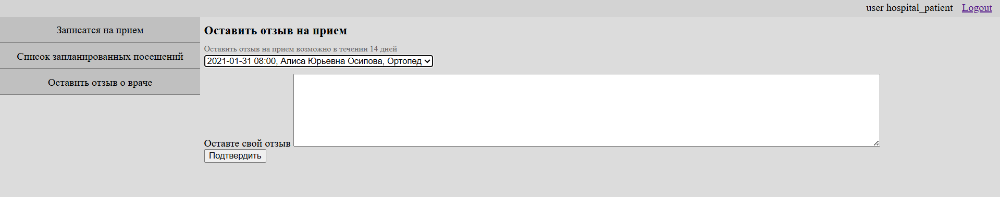 user hospital_patient Logout
Записатся на прием
Список запланированных посешений
Оставить отзыв о враче
Оставить отзыв на прием
Оставить отзыв на прием возможно в течении 14 дней
2021-01-31 08:00, Алиса Юрьевна Осипова, Ортопед
Оставте свой отзыв
Подтвердить